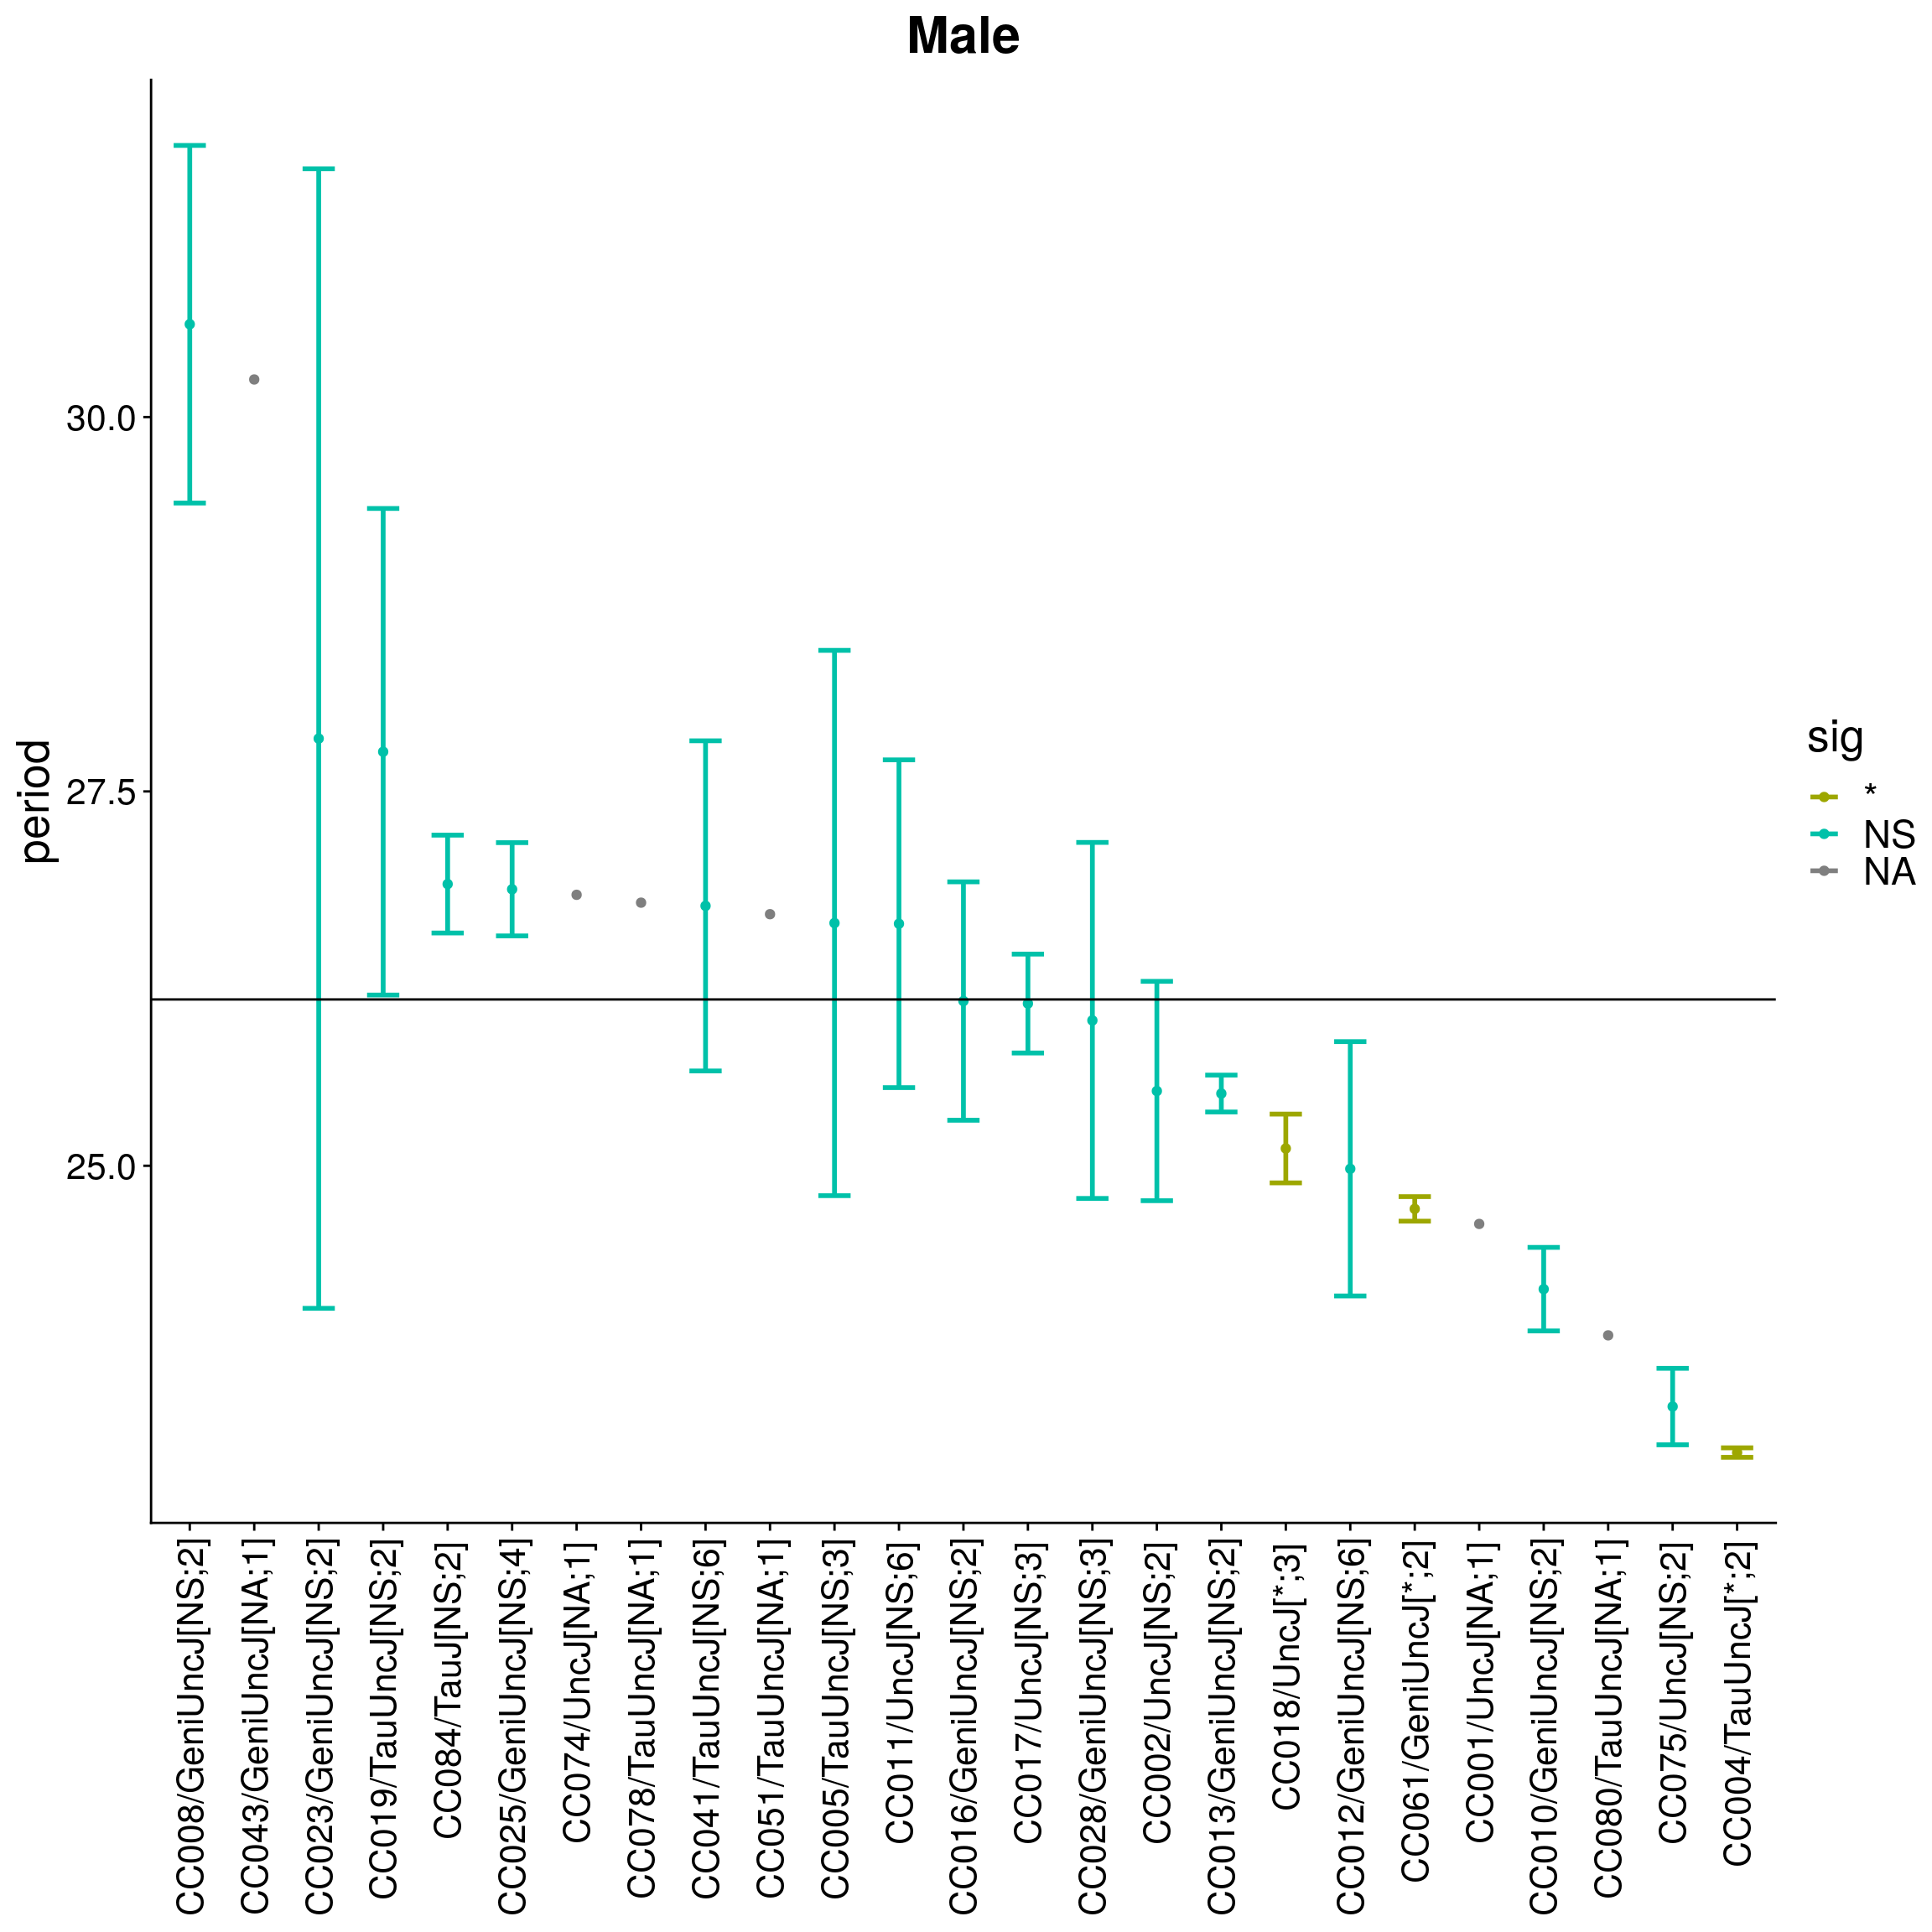 Male
period
30.0
27.5
25.0
sig
*
NS
NA
CC008/GeniUncJ[NS;2]
CC043/GeniUncJ[NA;1]
CC023/GeniUncJ[NS;2]
CC019/TauUncJ[NS;2]
CC084/TauJ[NS;2]
CC025/GeniUncJ[NS;4]
CC074/UncJ[NA;1]
CC078/TauUncJ[NA;1]
CC041/TauUncJ[NS;6]
CC051/TauUncJ[NA;1]
CC005/TauUncJ[NS;3]
CC011/UncJ[NS;6]
CC016/GeniUncJ[NS;2]
CC017/UncJ[NS;3]
CC028/GeniUncJ[NS;3]
CC002/UncJ[NS;2]
CC013/GeniUncJ[NS;2]
CC018/UncJ[*;3]
CC012/GeniUncJ[NS;6]
CC061/GeniUncJ[*;2]
CC001/UncJ[NA;1]
CC010/GeniUncJ[NS;2]
CC080/TauUncJ[NA;1]
CC075/UncJ[NS;2]
CC004/TauUncJ[*;2]